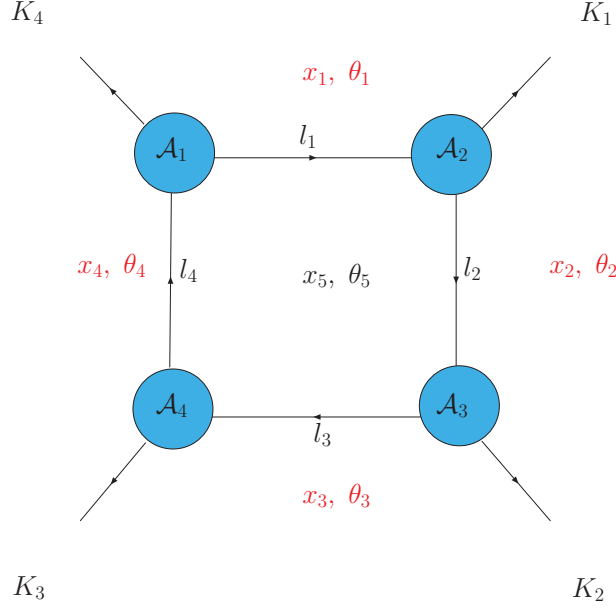 K₄ K₁
x₁, θ₁
𝒜₁ l₁ 𝒜₂
x₄, θ₄ l₄ x₅, θ₅ l₂ x₂, θ₂
𝒜₄ l₃ 𝒜₃
x₃, θ₃
K₃ K₂